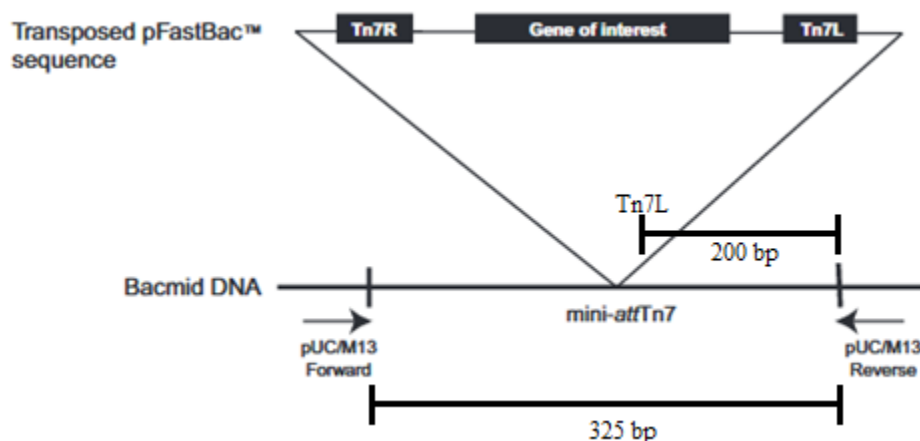 Transposed pFastBac™
sequence
Tn7R
Gene of interest
Tn7L
Tn7L
200 bp
Bacmid DNA
mini-attTn7
pUC/M13
Forward
pUC/M13
Reverse
325 bp